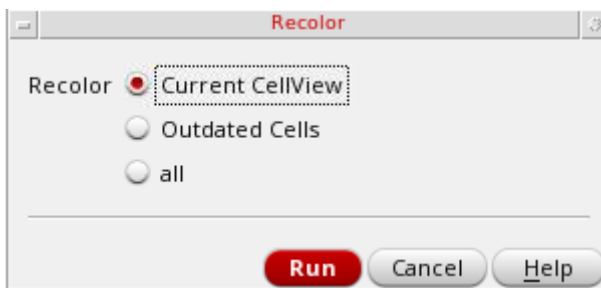 Recolor
Recolor Current CellView
Outdated Cells
all
Run Cancel Help